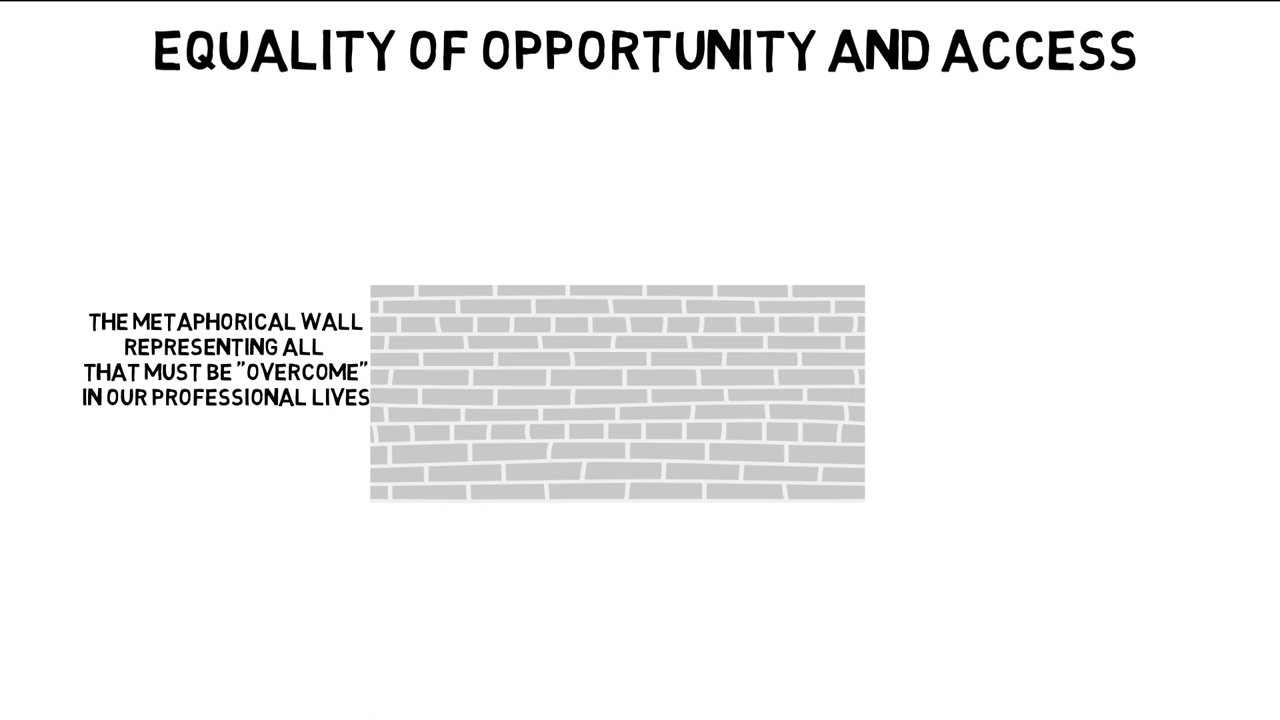 EQUALITY OF OPPORTUNITY AND ACCESS
THE METAPHORICAL WALL
REPRESENTING ALL
THAT MUST BE "OVERCOME"
IN OUR PROFESSIONAL LIVES